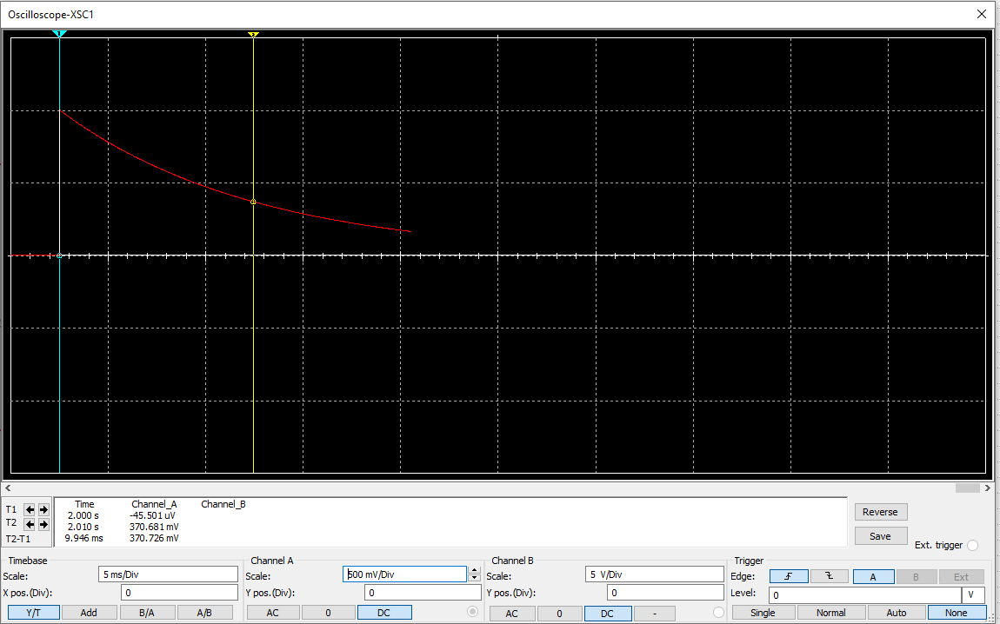 Oscilloscope-XSC1
1 2
Time Channel_A Channel_B
T1 2.000 s -45.501 uV
T2 2.010 s 370.681 mV
T2-T1 9.946 ms 370.726 mV
Reverse
Save
Ext. trigger
Timebase
Scale: 5 ms/Div
X pos.(Div): 0
Y/T Add B/A A/B
Channel A
Scale: 500 mV/Div
Y pos.(Div): 0
AC 0 DC
Channel B
Scale: 5 V/Div
Y pos.(Div): 0
AC 0 DC -
Trigger
Edge: A B Ext
Level: 0 V
Single Normal Auto None